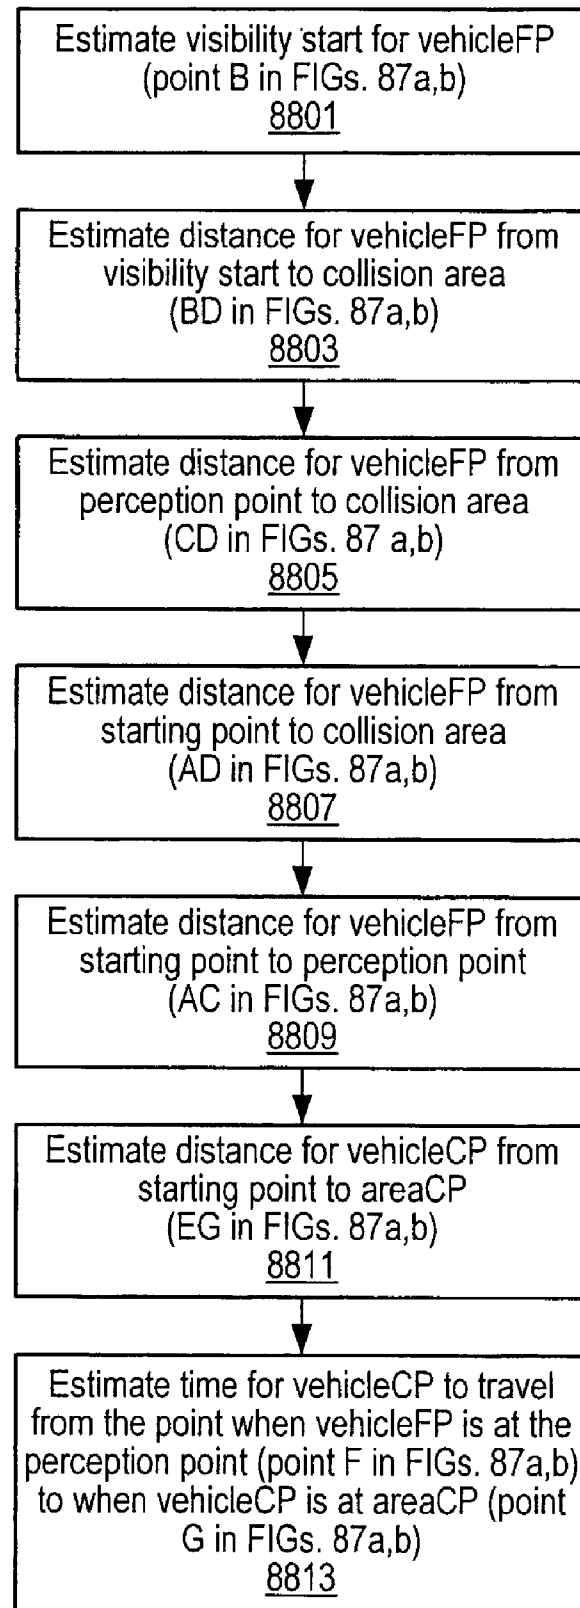 Estimate visibility start for vehicleFP
(point B in FIGs. 87a,b)
8801
Estimate distance for vehicleFP from
visibility start to collision area
(BD in FIGs. 87a,b)
8803
Estimate distance for vehicleFP from
perception point to collision area
(CD in FIGs. 87 a,b)
8805
Estimate distance for vehicleFP from
starting point to collision area
(AD in FIGs. 87a,b)
8807
Estimate distance for vehicleFP from
starting point to perception point
(AC in FIGs. 87a,b)
8809
Estimate distance for vehicleCP from
starting point to areaCP
(EG in FIGs. 87a,b)
8811
Estimate time for vehicleCP to travel
from the point when vehicleFP is at the
perception point (point F in FIGs. 87a,b)
to when vehicleCP is at areaCP (point
G in FIGs. 87a,b)
8813